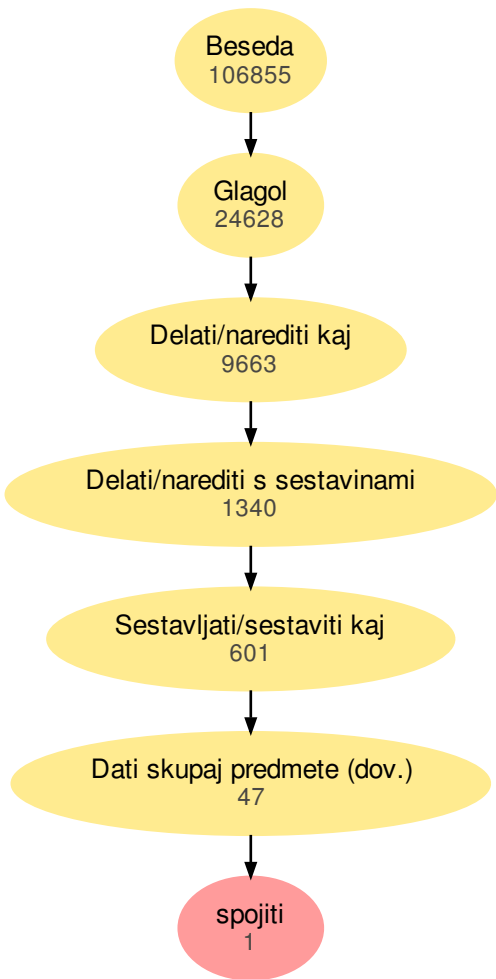 Beseda
106855
Glagol
24628
Delati/narediti kaj
9663
Delati/narediti s sestavinami
1340
Sestavljati/sestaviti kaj
601
Dati skupaj predmete (dov.)
47
spojiti
1